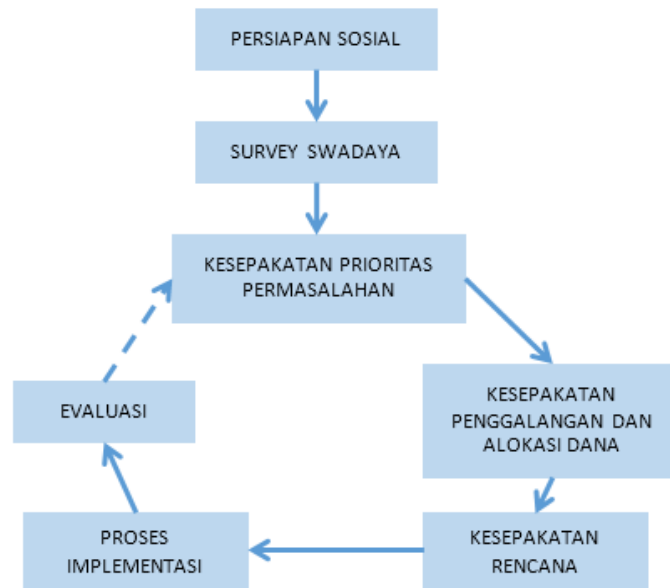 PERSIAPAN SOSIAL
SURVEY SWADAYA
KESEPAKATAN PRIORITAS
PERMASALAHAN
KESEPAKATAN
PENGGALANGAN DAN
ALOKASI DANA
KESEPAKATAN
RENCANA
PROSES
IMPLEMENTASI
EVALUASI